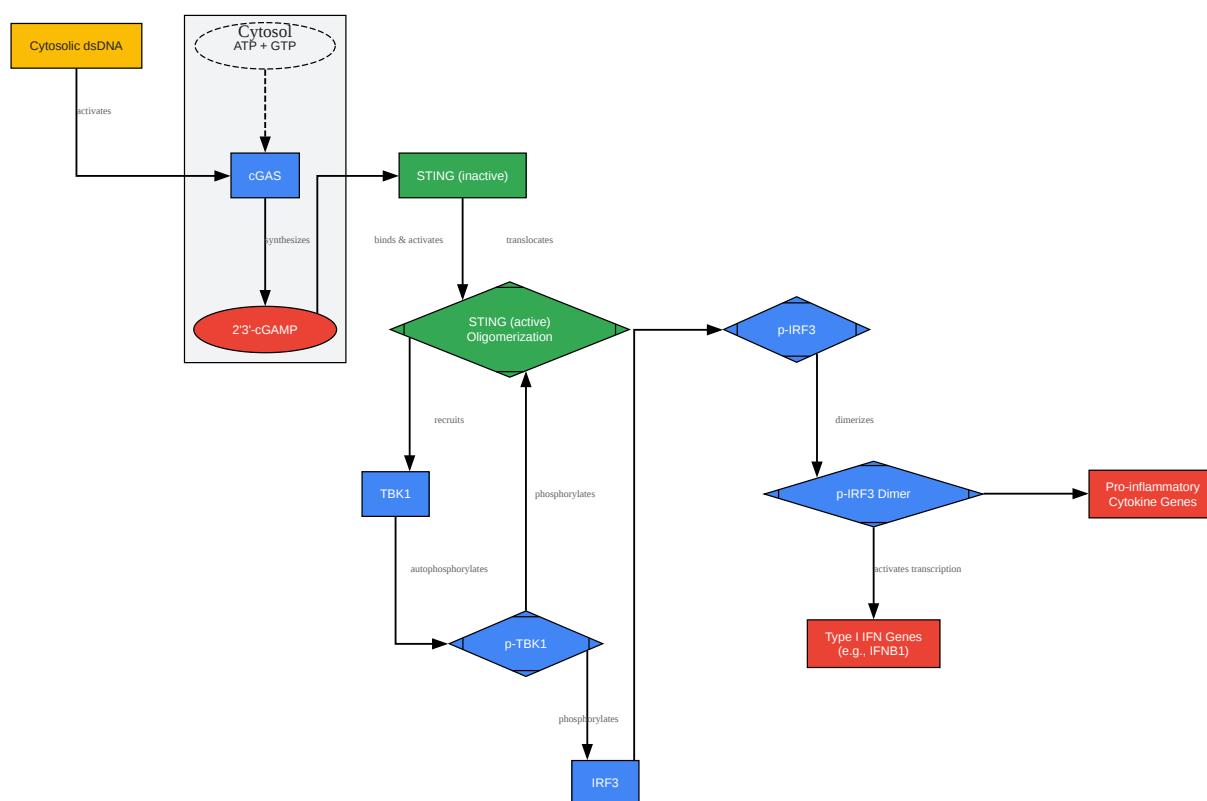 Cytosolic dsDNA
Cytosol
ATP + GTP
activates
cGAS
STING (inactive)
synthesizes
binds & activates
translocates
2'3'-cGAMP
STING (active)
Oligomerization
p-IRF3
recruits
dimerizes
TBK1
phosphorylates
p-IRF3 Dimer
Pro-inflammatory
Cytokine Genes
autophosphorylates
activates transcription
p-TBK1
Type I IFN Genes
(e.g., IFNB1)
phosphorylates
IRF3